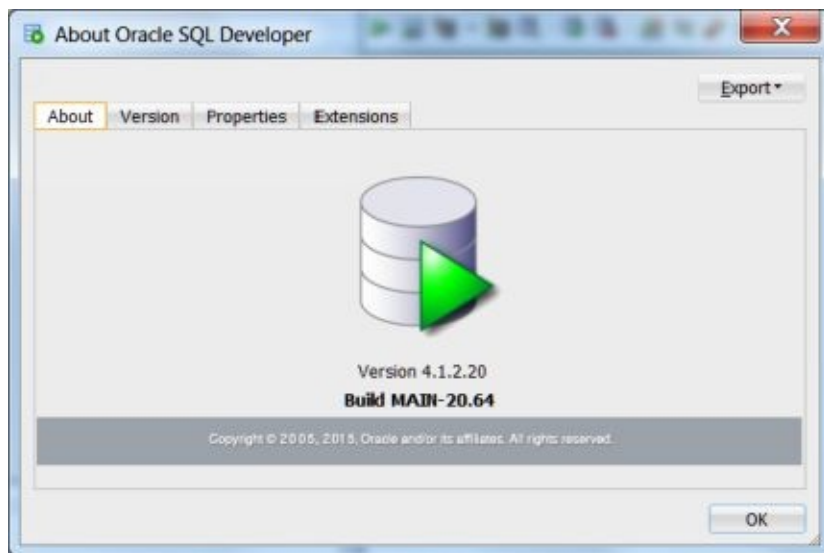 About Oracle SQL Developer
X
Export
About Version Properties Extensions
Version 4.1.2.20
Build MAIN-20.64
Copyright © 2005, 2015, Oracle and/or its affiliates. All rights reserved.
OK